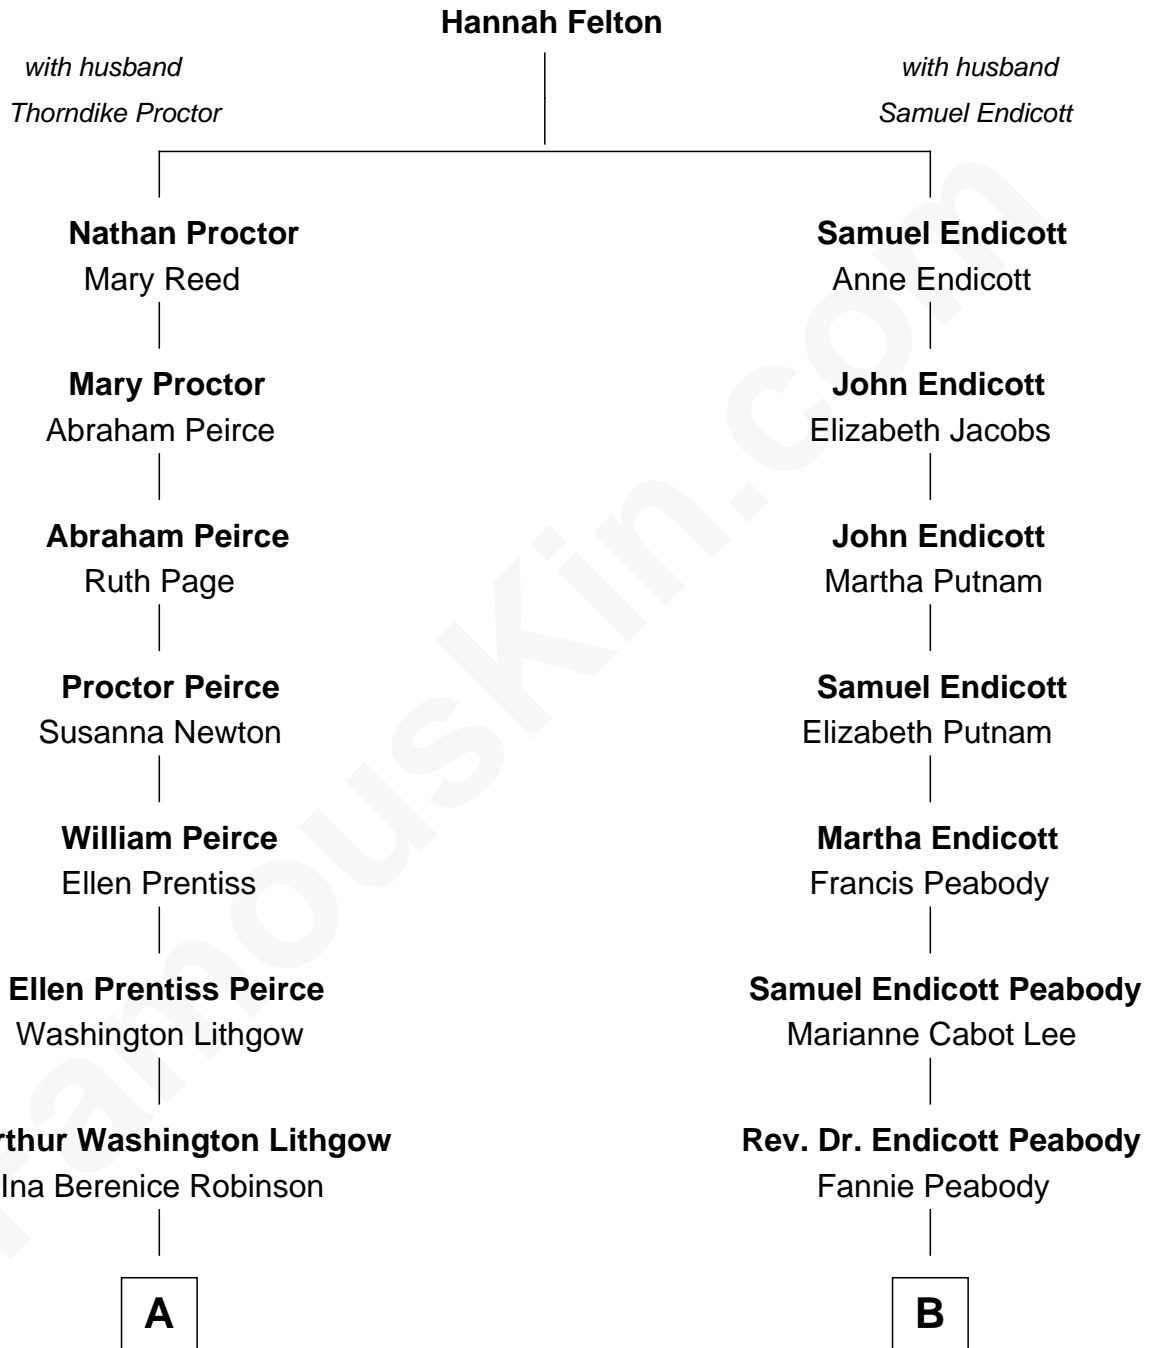 Hannah Felton
with husband
Thorndike Proctor
with husband
Samuel Endicott
Nathan Proctor
Mary Reed
Samuel Endicott
Anne Endicott
Mary Proctor
Abraham Peirce
John Endicott
Elizabeth Jacobs
Abraham Peirce
Ruth Page
John Endicott
Martha Putnam
Proctor Peirce
Susanna Newton
Samuel Endicott
Elizabeth Putnam
William Peirce
Ellen Prentiss
Martha Endicott
Francis Peabody
Ellen Prentiss Peirce
Washington Lithgow
Samuel Endicott Peabody
Marianne Cabot Lee
rthur Washington Lithgow
Ina Berenice Robinson
Rev. Dr. Endicott Peabody
Fannie Peabody
A
B
FamousKin.com